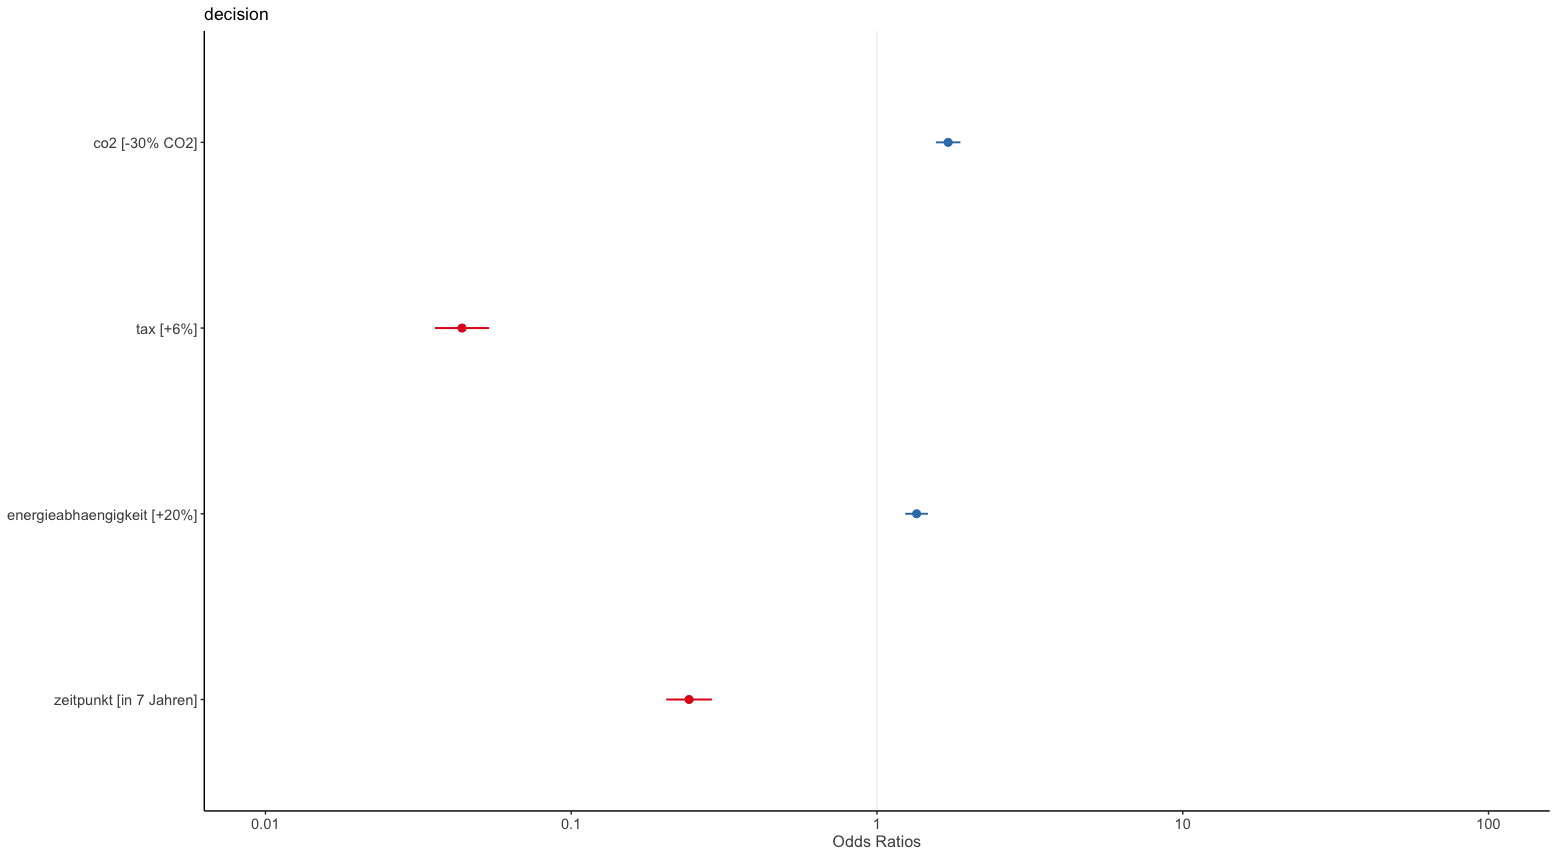 decision
co2 [-30% CO2]
tax [+6%]
energieabhaengigkeit [+20%]
zeitpunkt [in 7 Jahren]
0.01 0.1 1 10 100
Odds Ratios